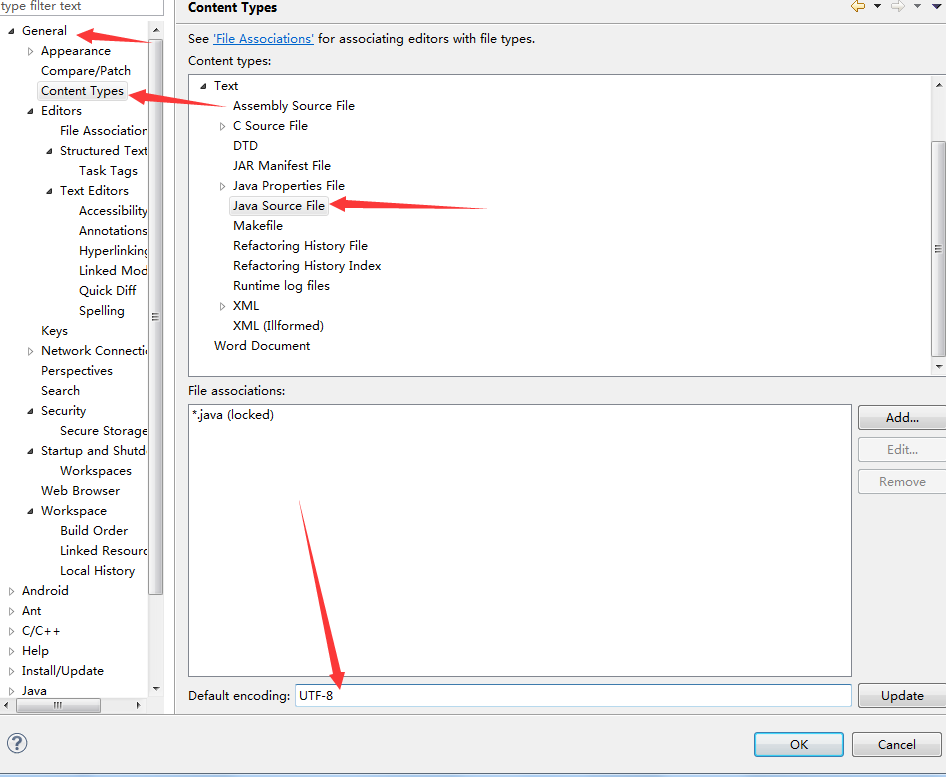 type filter text
General
Appearance
Compare/Patch
Content Types
Editors
File Association
Structured Text
Task Tags
Text Editors
Accessibility
Annotations
Hyperlinking
Linked Mod
Quick Diff
Spelling
Keys
Network Connecti
Perspectives
Search
Security
Secure Storage
Startup and Shutd
Workspaces
Web Browser
Workspace
Build Order
Linked Resourc
Local History
Android
Ant
C/C++
Help
Install/Update
Java
Content Types
See 'File Associations' for associating editors with file types.
Content types:
Text
Assembly Source File
C Source File
DTD
JAR Manifest File
Java Properties File
Java Source File
Makefile
Refactoring History File
Refactoring History Index
Runtime log files
XML
XML (Illformed)
Word Document
File associations:
*.java (locked)
Add...
Edit...
Remove
Default encoding: UTF-8
Update
?
OK
Cancel